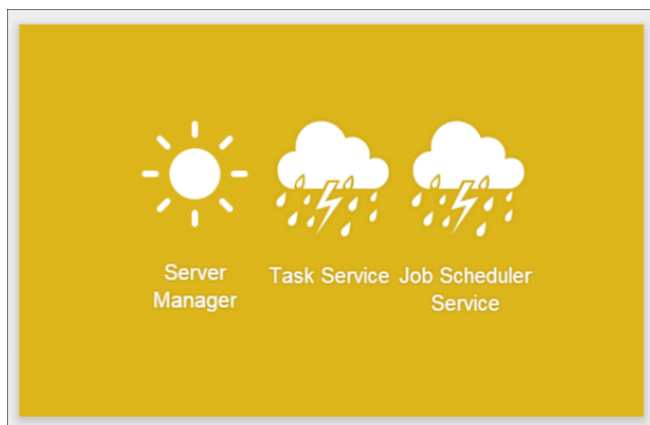 Server
Manager
Task Service
Job Scheduler
Service